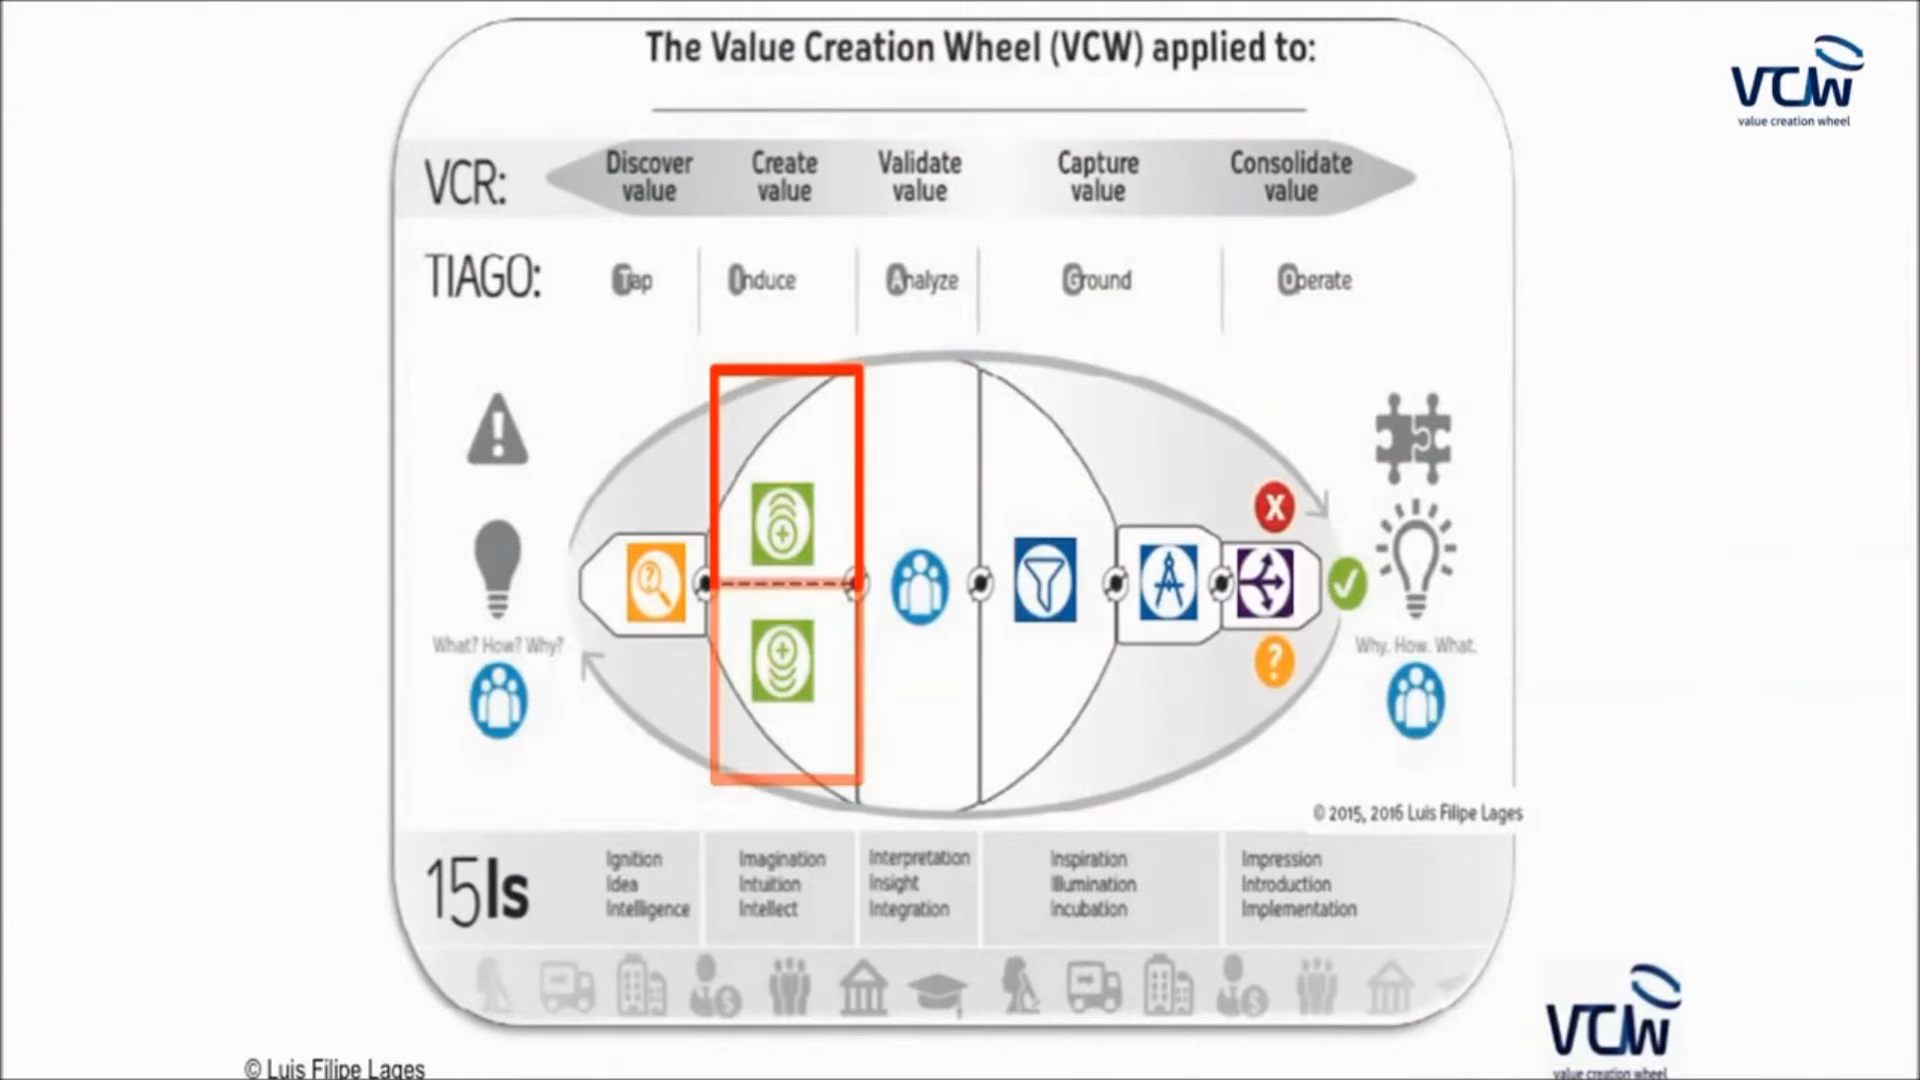 The Value Creation Wheel (VCW) applied to:
VCW
value creation wheel
VCR:
Discover value
Create value
Validate value
Capture value
Consolidate value
TIAGO:
Tap
Induce
Analyze
Ground
Operate
!
?
X
?
What? How? Why?
Why. How. What.
© 2015, 2016 Luis Filipe Lages
15Is
Ignition
Idea
Intelligence
Imagination
Intuition
Intellect
Interpretation
Insight
Integration
Inspiration
Illumination
Incubation
Impression
Introduction
Implementation
$
$
VCW
value creation wheel
© Luis Filipe Lages